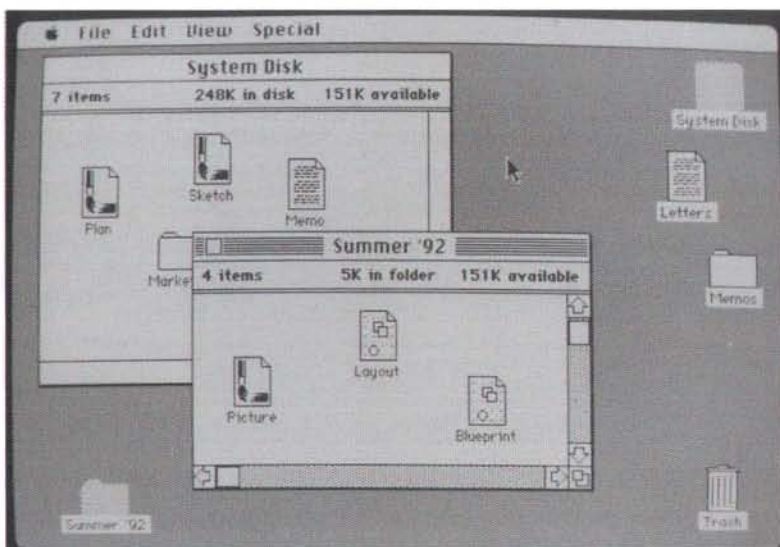 File Edit View Special
System Disk
7 items 248K in disk 151K available
Plan
Sketch
Memo
Marke
Summer '92
4 items 5K in folder 151K available
Layout
Picture
Blueprint
System Disk
Letters
Memos
Summer '92
Trash